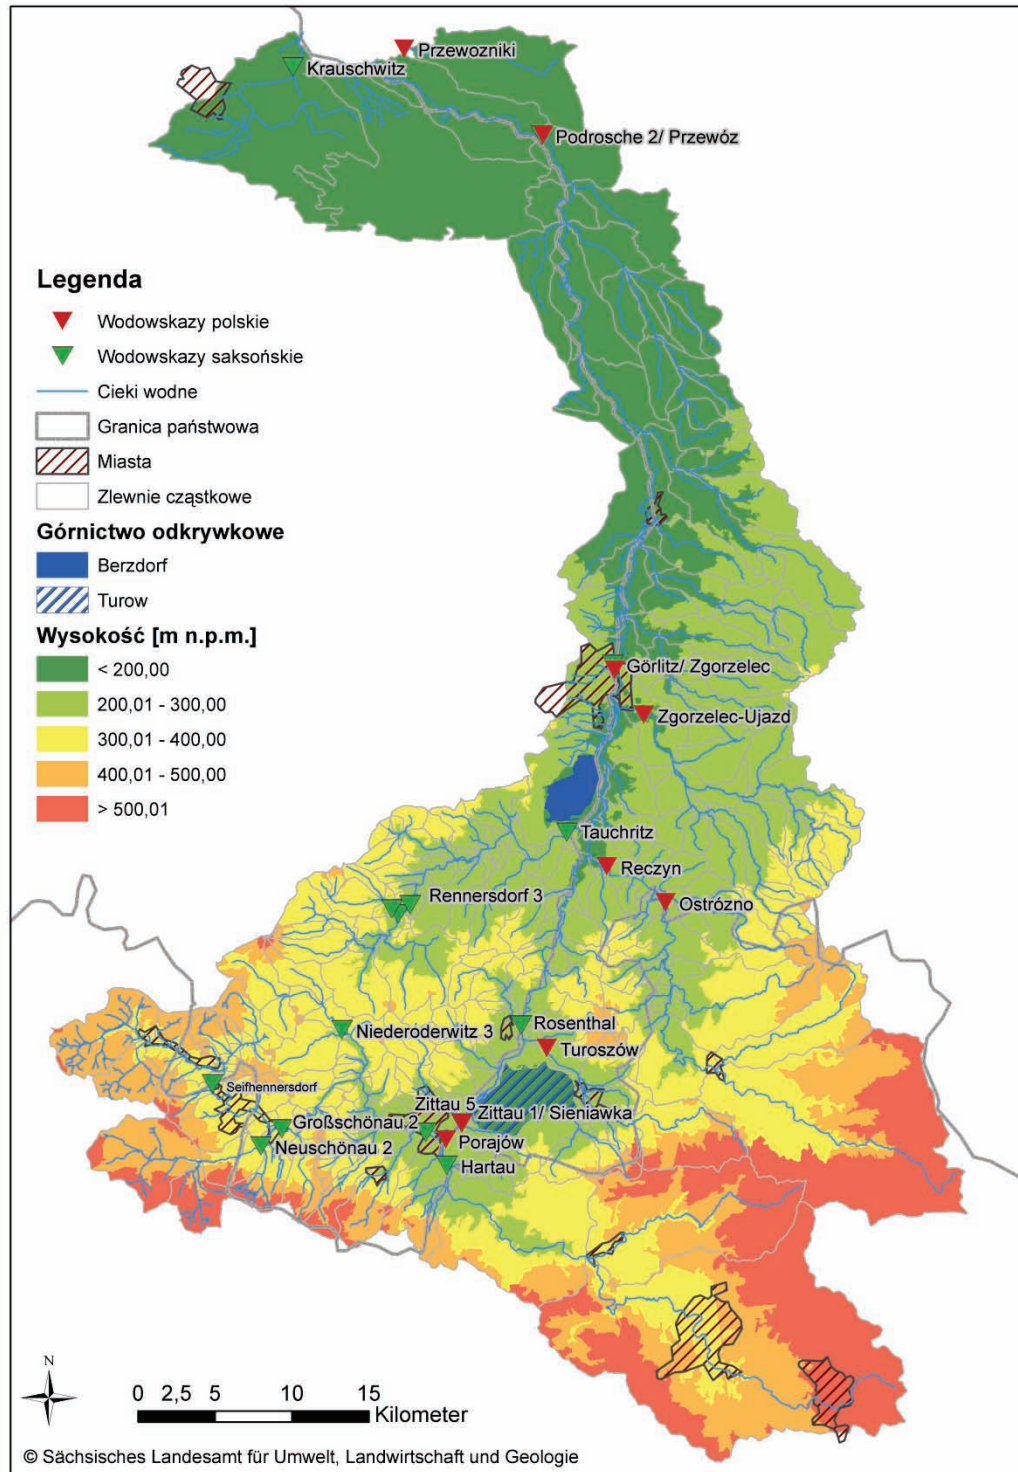 Przewozniki
Krauschwitz
Podrosche 2/ Przewóz
Legenda
Wodowskazy polskie
Wodowskazy saksońskie
Cieki wodne
Granica państwowa
Miasta
Zlewnie cząstkowe
Górnictwo odkrywkowe
Berzdorf
Turow
Wysokość [m n.p.m.]
< 200,00
200,01 - 300,00
300,01 - 400,00
400,01 - 500,00
> 500,01
Görlitz/ Zgorzelec
Zgorzelec-Ujazd
Tauchritz
Reczyn
Rennersdorf 3
Ostrózno
Rosenthal
Niederoderwitz 3
Turoszów
Seifhennersdorf
Zittau 5
Zittau 1/ Sieniawka
Großschönau 2
Porajów
Neuschönau 2
Hartau
N
0 2,5 5 10 15
Kilometer
© Sächsisches Landesamt für Umwelt, Landwirtschaft und Geologie